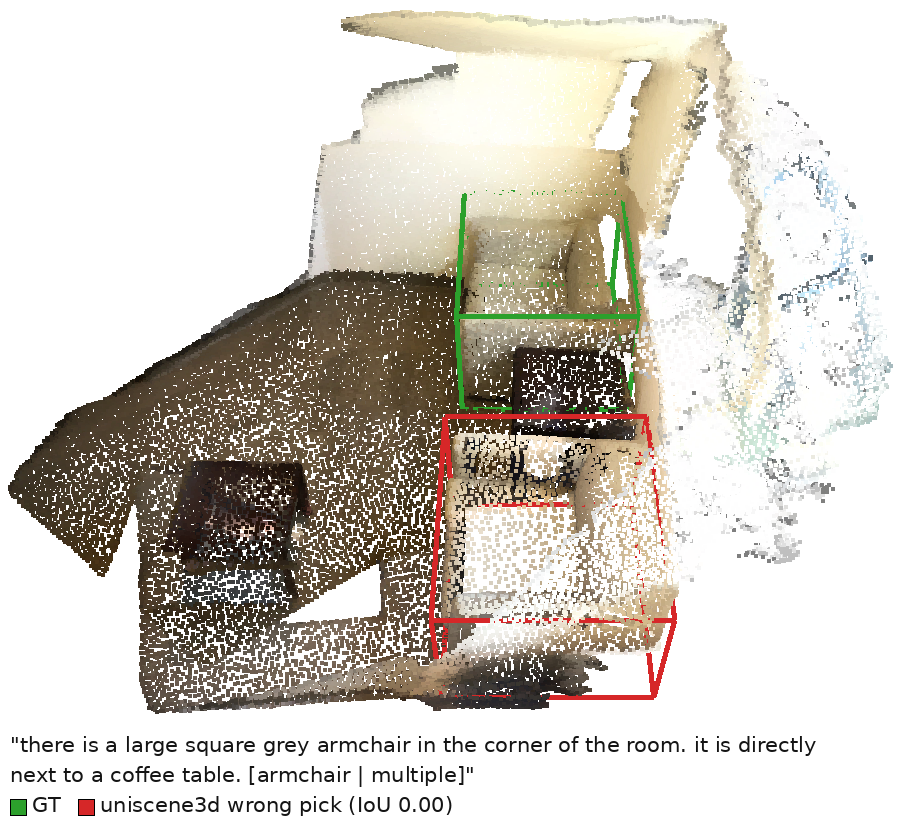 "there is a large square grey armchair in the corner of the room. it is directly
next to a coffee table. [armchair | multiple]"
GT uniscene3d wrong pick (IoU 0.00)